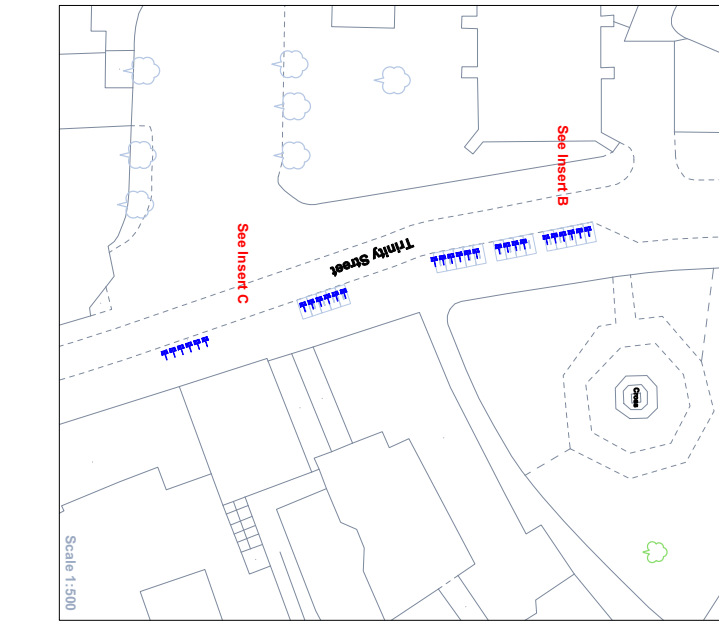 See Insert B
Trinity Street
See Insert C
Cross
Scale 1:500